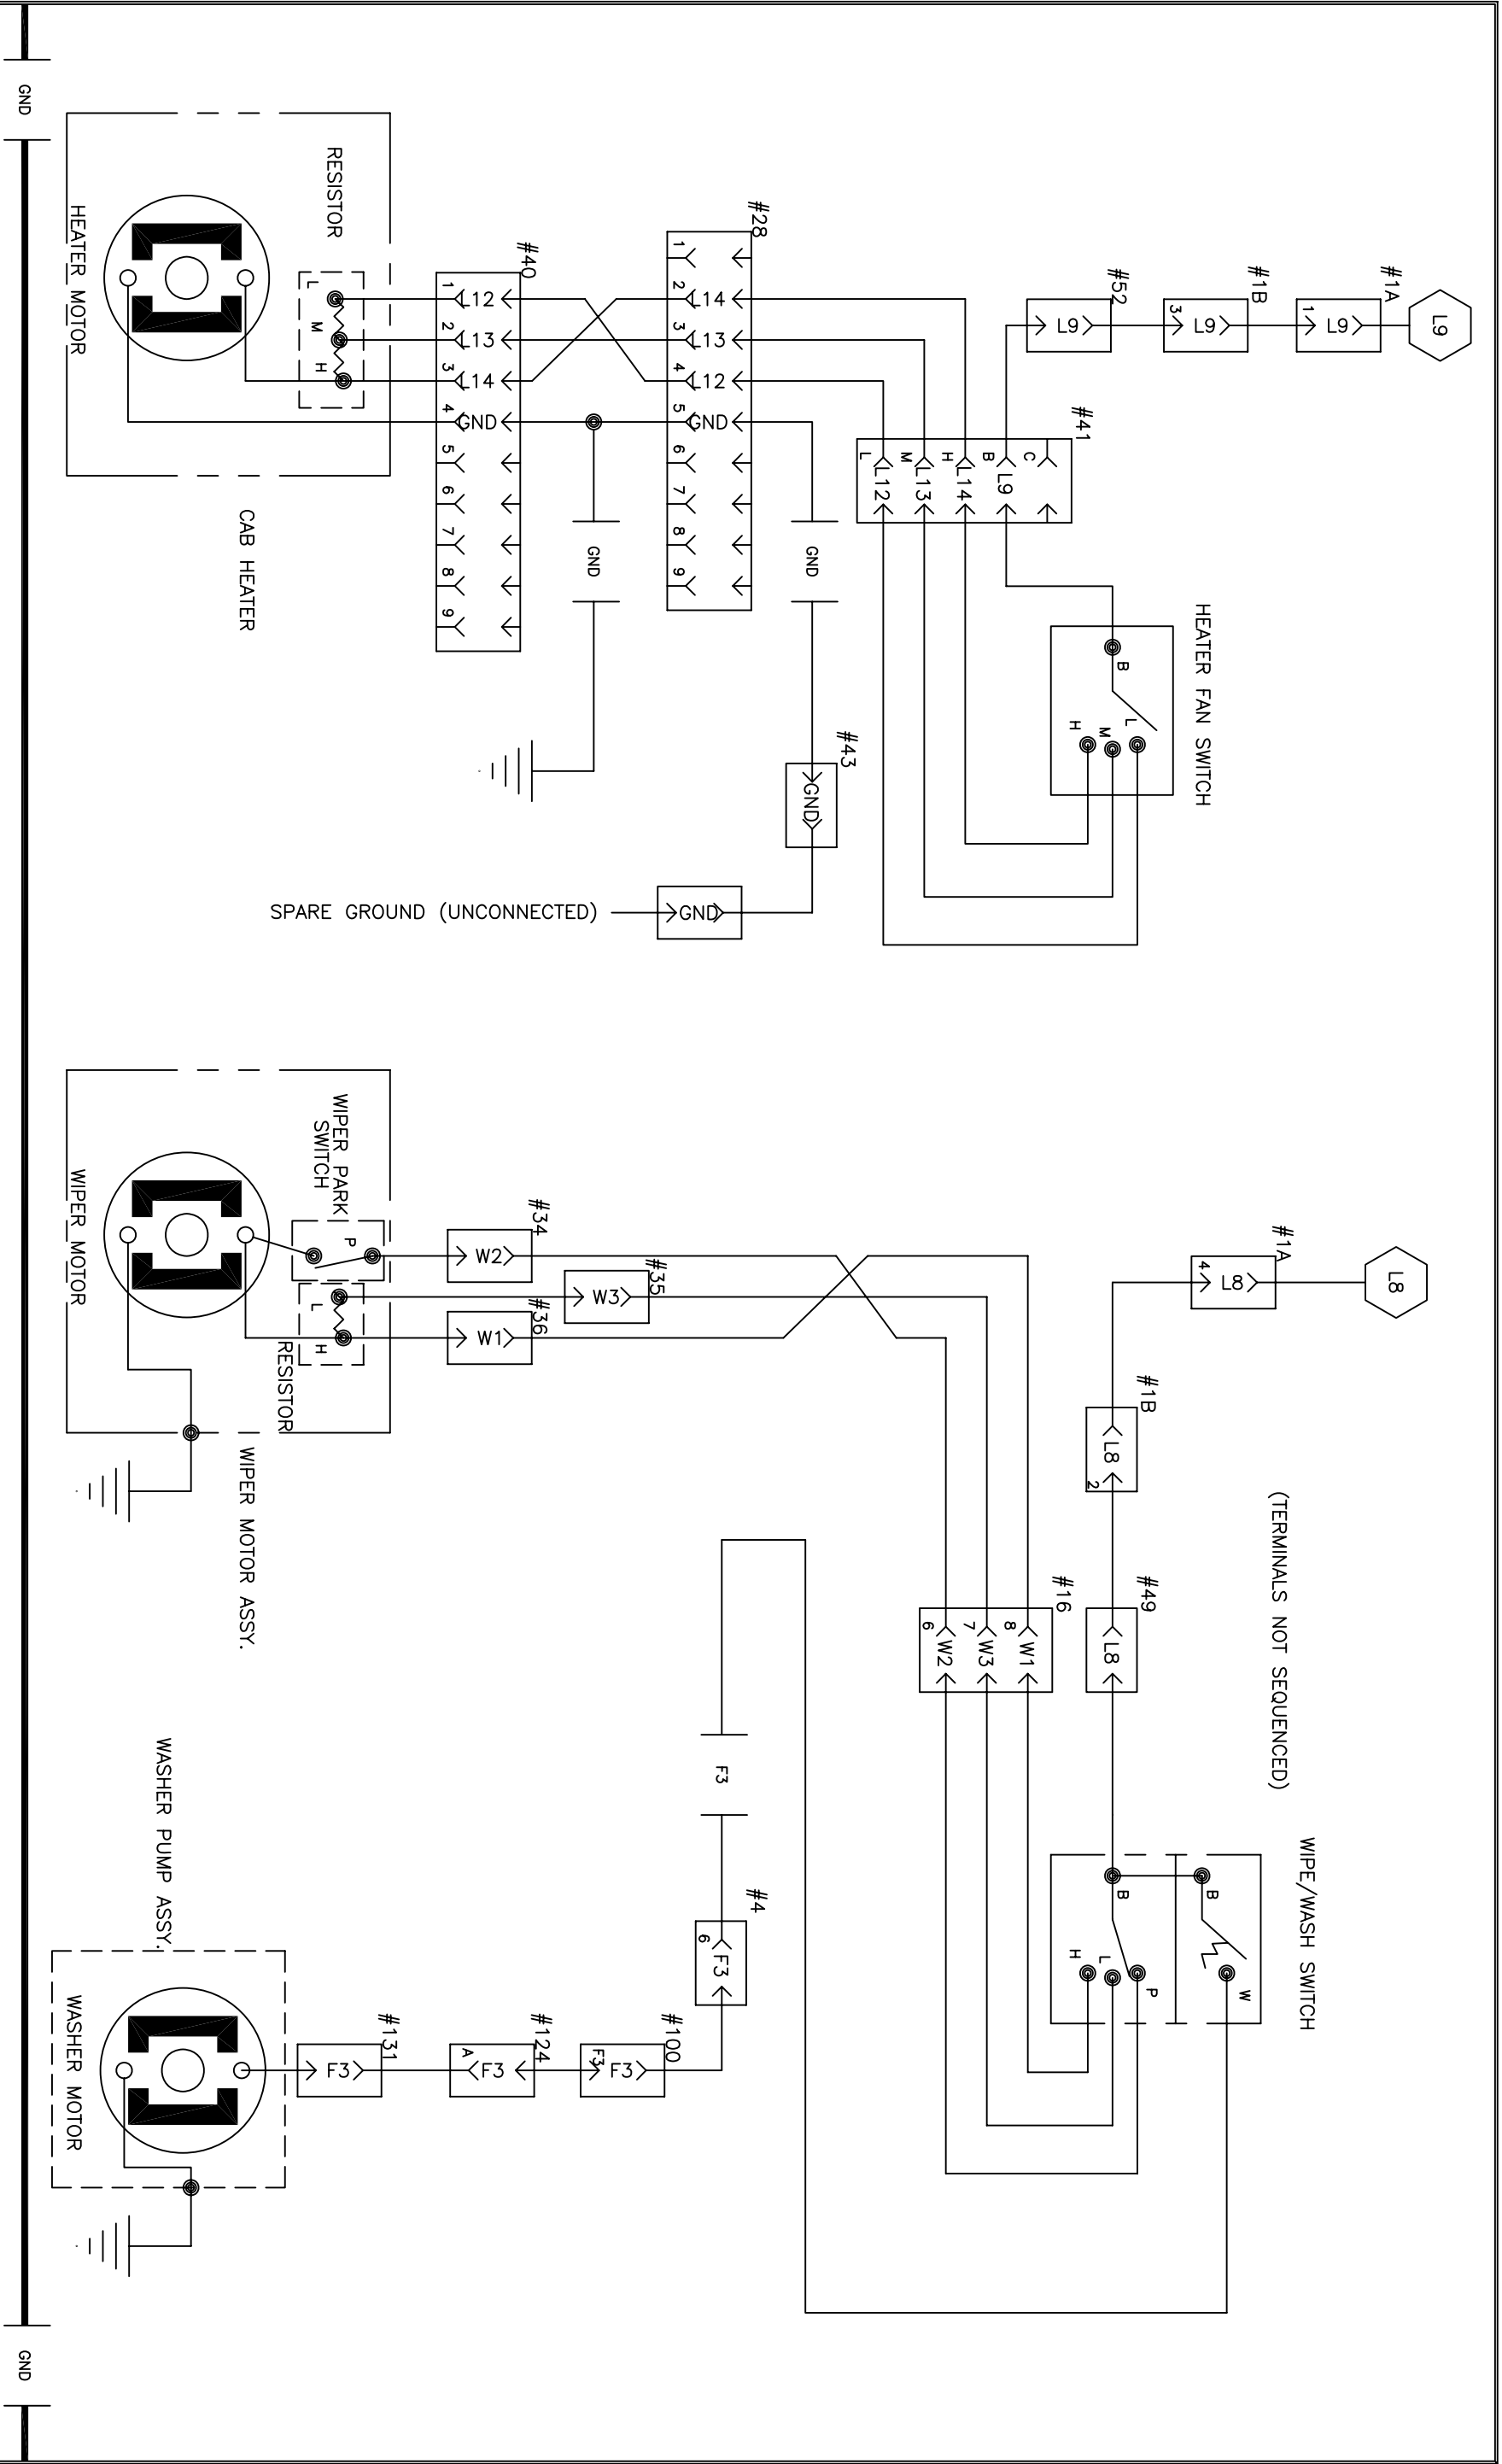 L9
#1A
1
L9
#1B
3
L9
#52
L9
#41
C
B
L9
H
L14
M
L13
L
L12
HEATER FAN SWITCH
B
L
M
H
#28
1
2
L14
3
L13
4
L12
5
GND
6
7
8
9
GND
#43
GND
GND
SPARE GROUND (UNCONNECTED)
#40
1
L12
2
L13
3
L14
4
GND
5
6
7
8
9
GND
RESISTOR
L
M
H
HEATER MOTOR
CAB HEATER
GND
L8
#1A
4
L8
#1B
L8
2
#49
L8
(TERMINALS NOT SEQUENCED)
WIPE/WASH SWITCH
B
W
B
P
L
H
#16
8
W1
7
W3
6
W2
#34
W2
#35
W3
#36
W1
WIPER PARK
SWITCH
P
L
H
RESISTOR
WIPER MOTOR
WIPER MOTOR ASSY.
F3
#4
6
F3
#100
F3
F3
#124
A
F3
#131
F3
WASHER PUMP ASSY.
WASHER MOTOR
GND